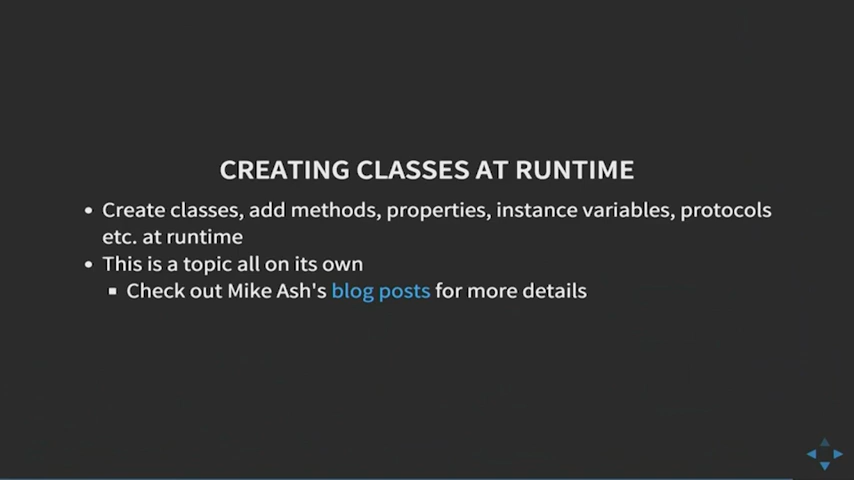 CREATING CLASSES AT RUNTIME
• Create classes, add methods, properties, instance variables, protocols
etc. at runtime
• This is a topic all on its own
▪ Check out Mike Ash's blog posts for more details